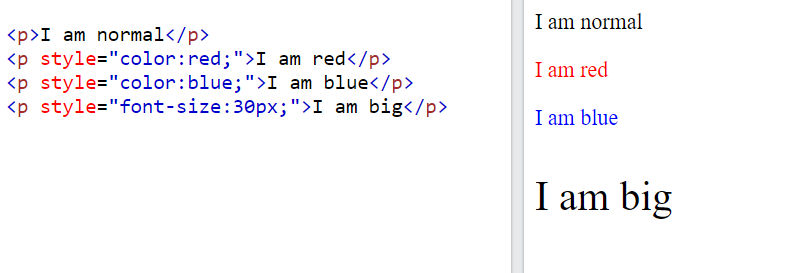 <p>I am normal</p>
<p style="color:red;">I am red</p>
<p style="color:blue;">I am blue</p>
<p style="font-size:30px;">I am big</p>
I am normal
I am red
I am blue
I am big